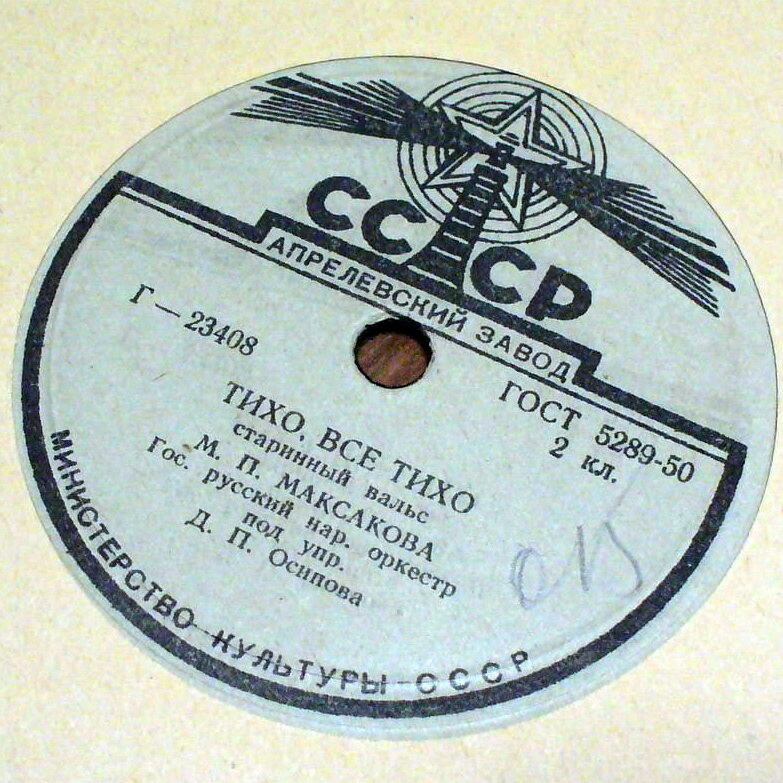 СССР
АПРЕЛЕВСКИЙ ЗАВОД
Г — 23408
ГОСТ 5289-50
2 кл.
ТИХО, ВСЕ ТИХО
старинный вальс
М. П. МАКСАКОВА
Гос. русский нар. оркестр
под упр.
Д. П. Осипова
МИНИСТЕРСТВО КУЛЬТУРЫ СССР